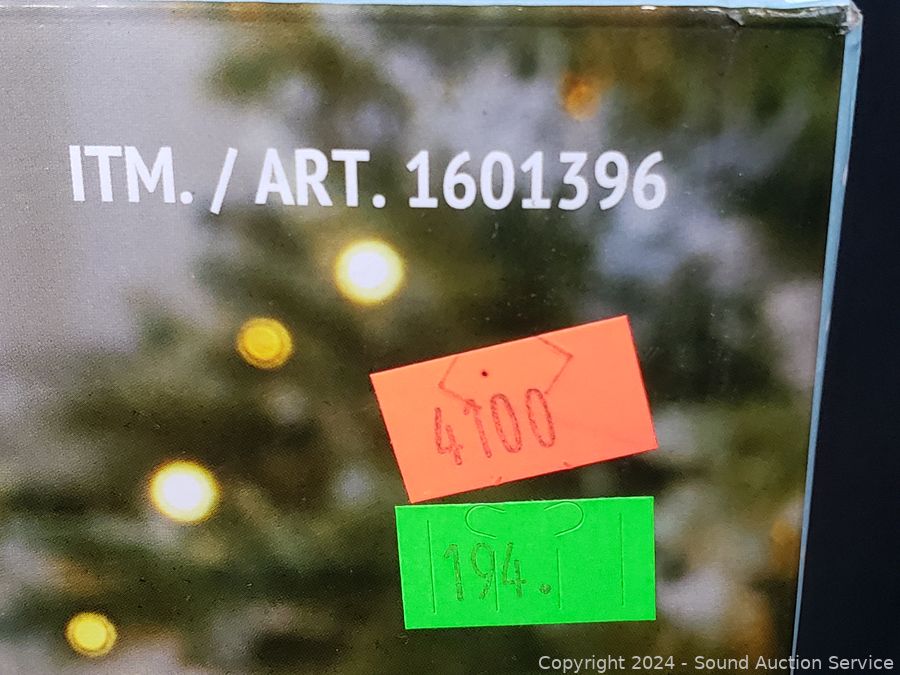 ITM. / ART. 1601396
4100
194.
Copyright 2024 - Sound Auction Service